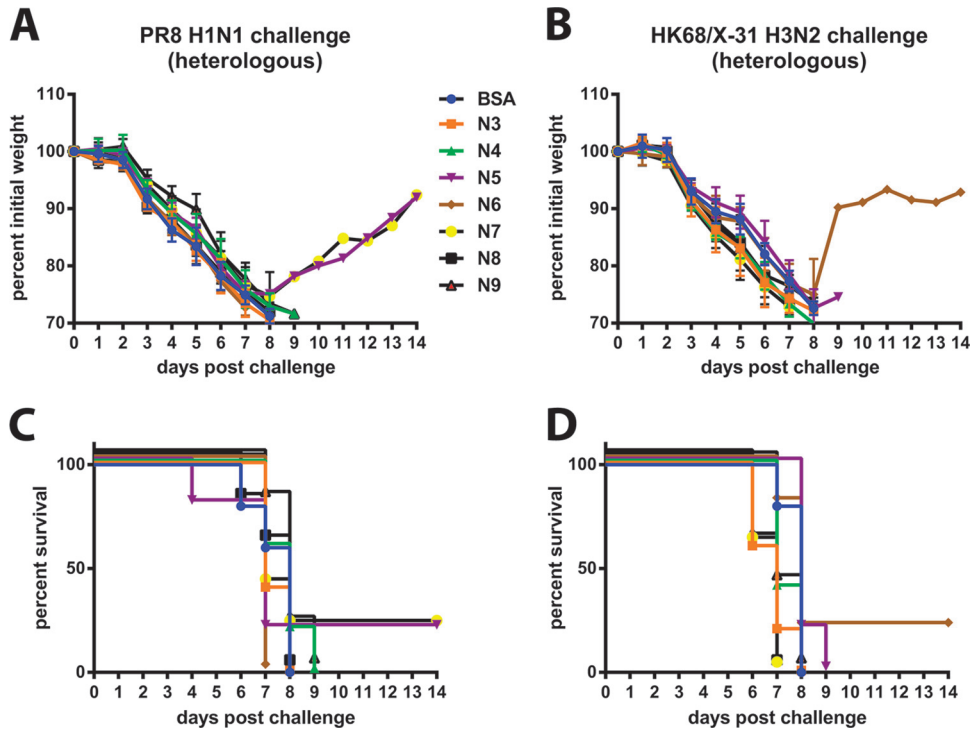 A
PR8 H1N1 challenge
(heterologous)
percent initial weight
110
100
90
80
70
0 1 2 3 4 5 6 7 8 9 10 11 12 13 14
days post challenge
BSA
N3
N4
N5
N6
N7
N8
N9
B
HK68/X-31 H3N2 challenge
(heterologous)
percent initial weight
110
100
90
80
70
0 1 2 3 4 5 6 7 8 9 10 11 12 13 14
days post challenge
C
percent survival
100
50
0
0 1 2 3 4 5 6 7 8 9 10 11 12 13 14
days post challenge
D
percent survival
100
50
0
0 1 2 3 4 5 6 7 8 9 10 11 12 13 14
days post challenge